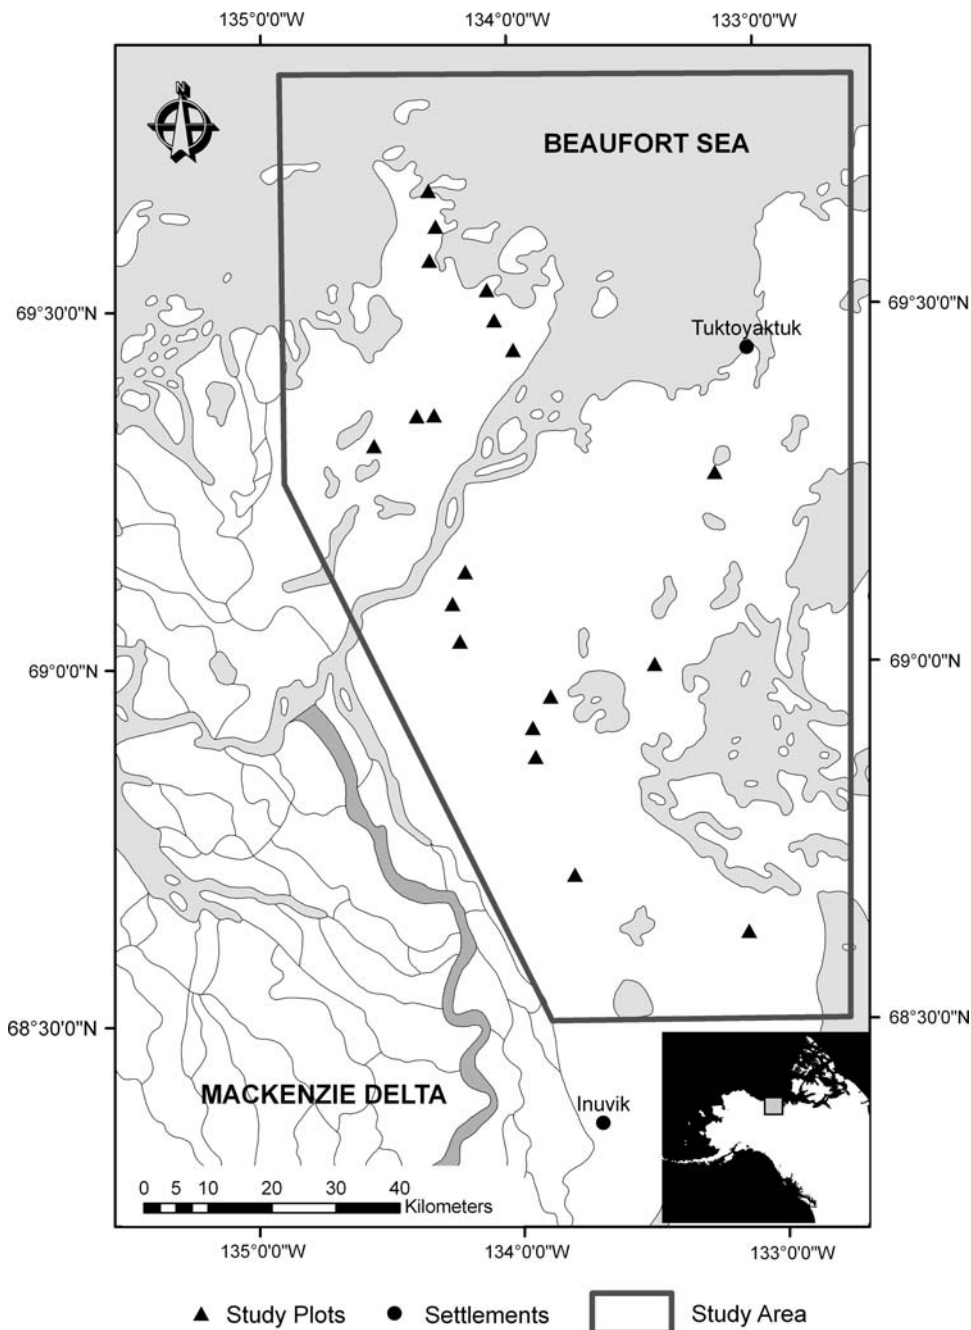 135°0'0"W 134°0'0"W 133°0'0"W
N
BEAUFORT SEA
69°30'0"N 69°30'0"N
Tuktoyaktuk
69°0'0"N 69°0'0"N
68°30'0"N 68°30'0"N
MACKENZIE DELTA
Inuvik
0 5 10 20 30 40
Kilometers
135°0'0"W 134°0'0"W 133°0'0"W
Study Plots Settlements Study Area